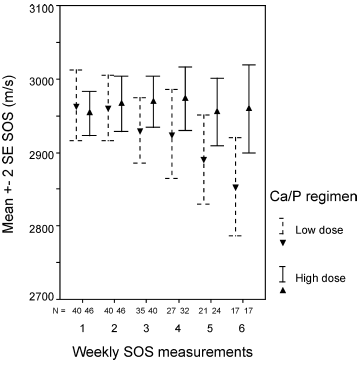 3100
3000
2900
2800
2700
Mean +- 2 SE SOS (m/s)
N = 40 46 40 46 35 40 27 32 21 24 17 17
1 2 3 4 5 6
Weekly SOS measurements
Ca/P regimen
Low dose
High dose